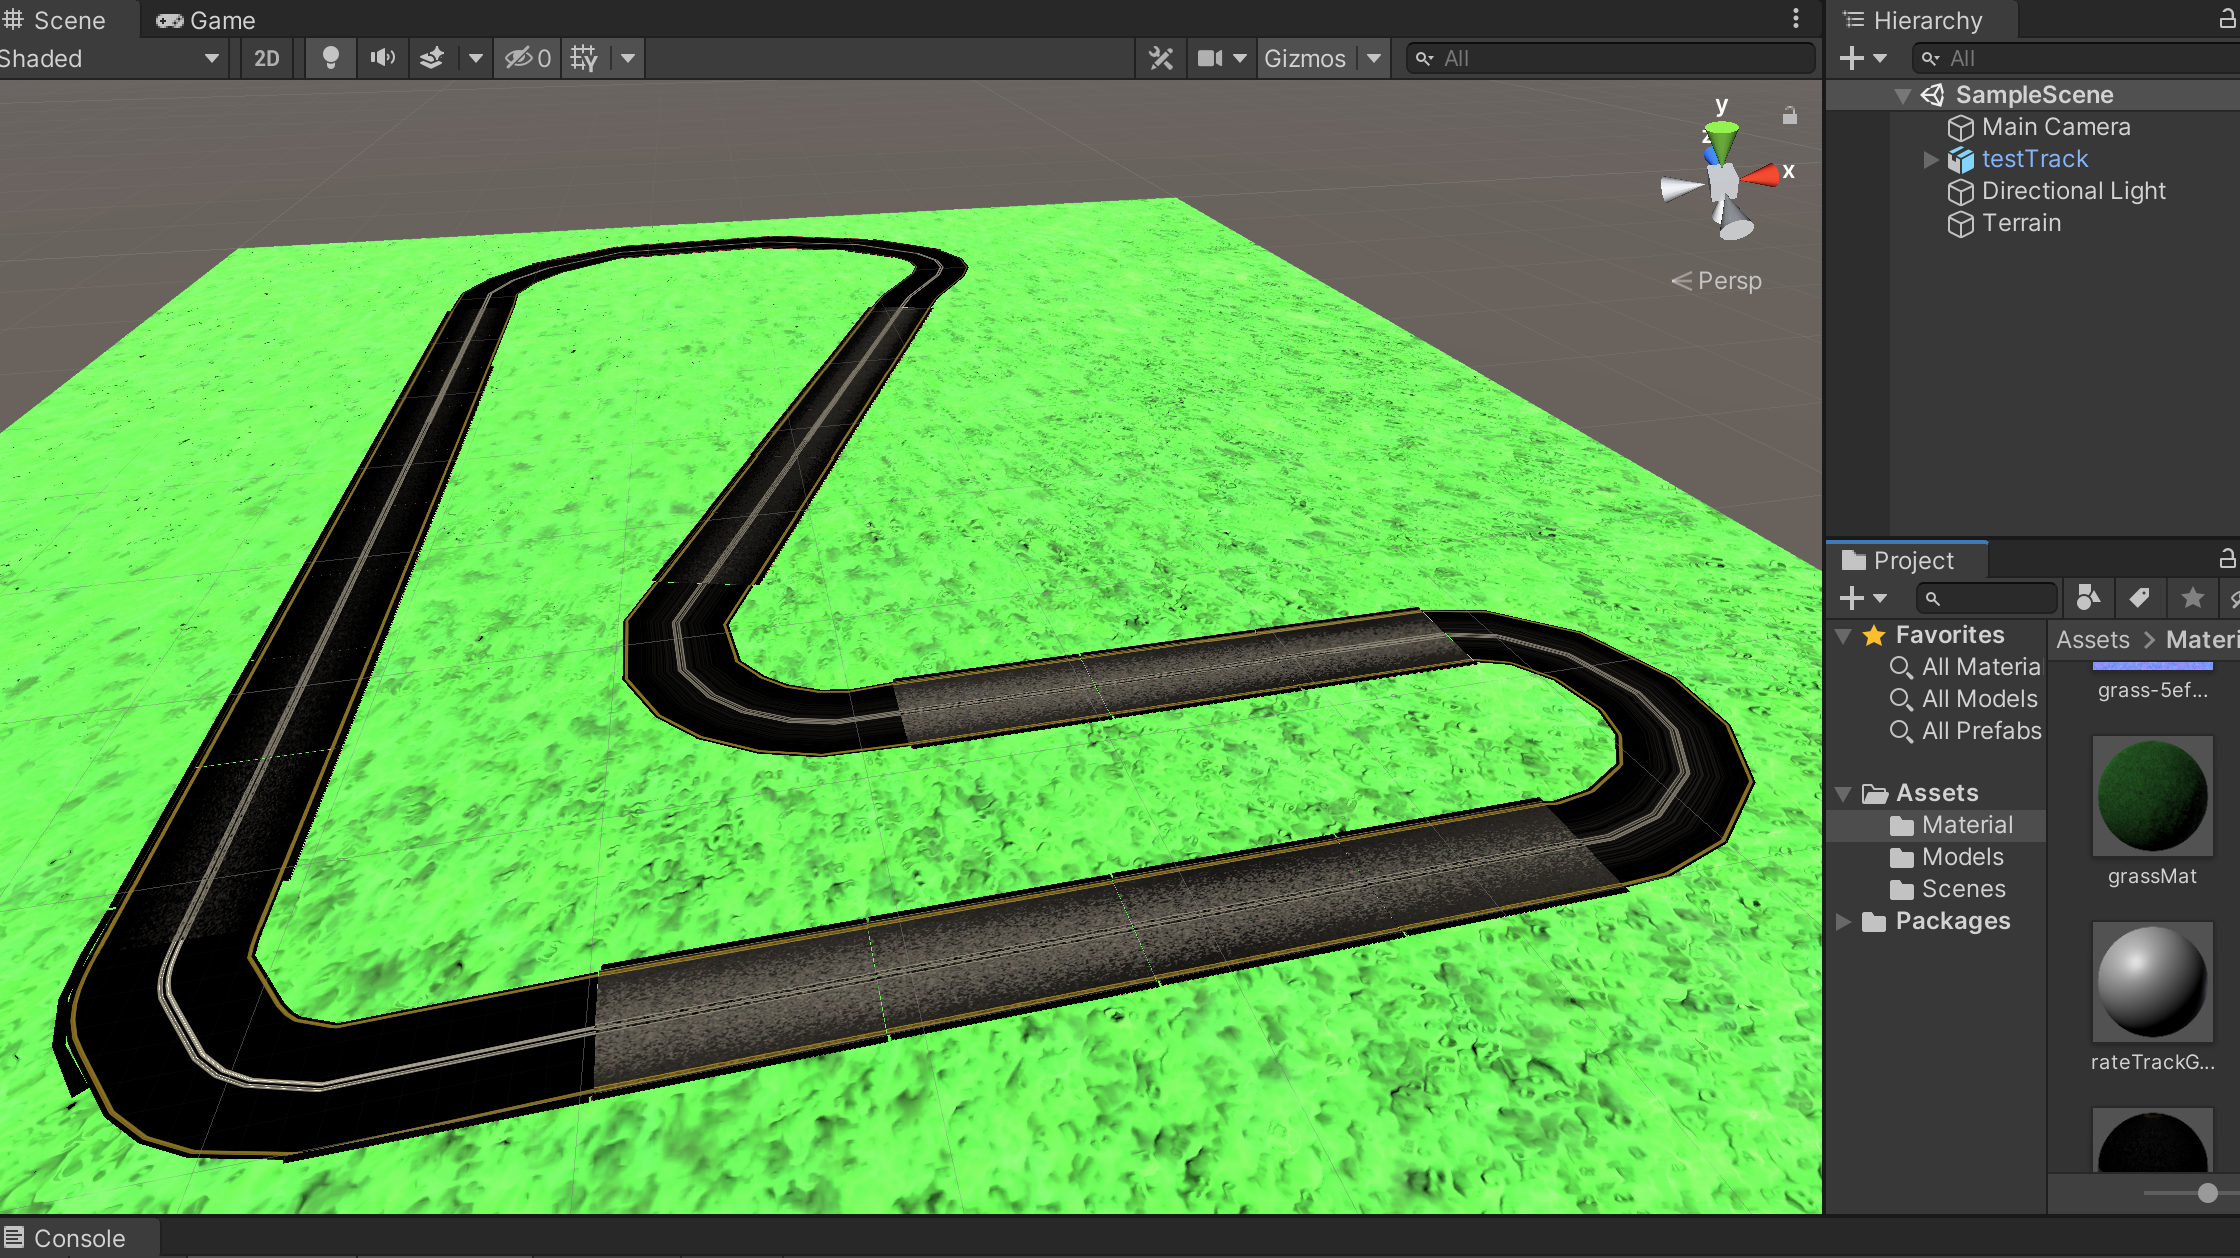 Scene Game
Shaded 2D 0 Gizmos All
y
z
x
Persp
Hierarchy
All
SampleScene
Main Camera
testTrack
Directional Light
Terrain
Project
Favorites
All Materia
All Models
All Prefabs
Assets
Material
Models
Scenes
Packages
Assets > Materi
grass-5ef...
grassMat
rateTrackG...
Console